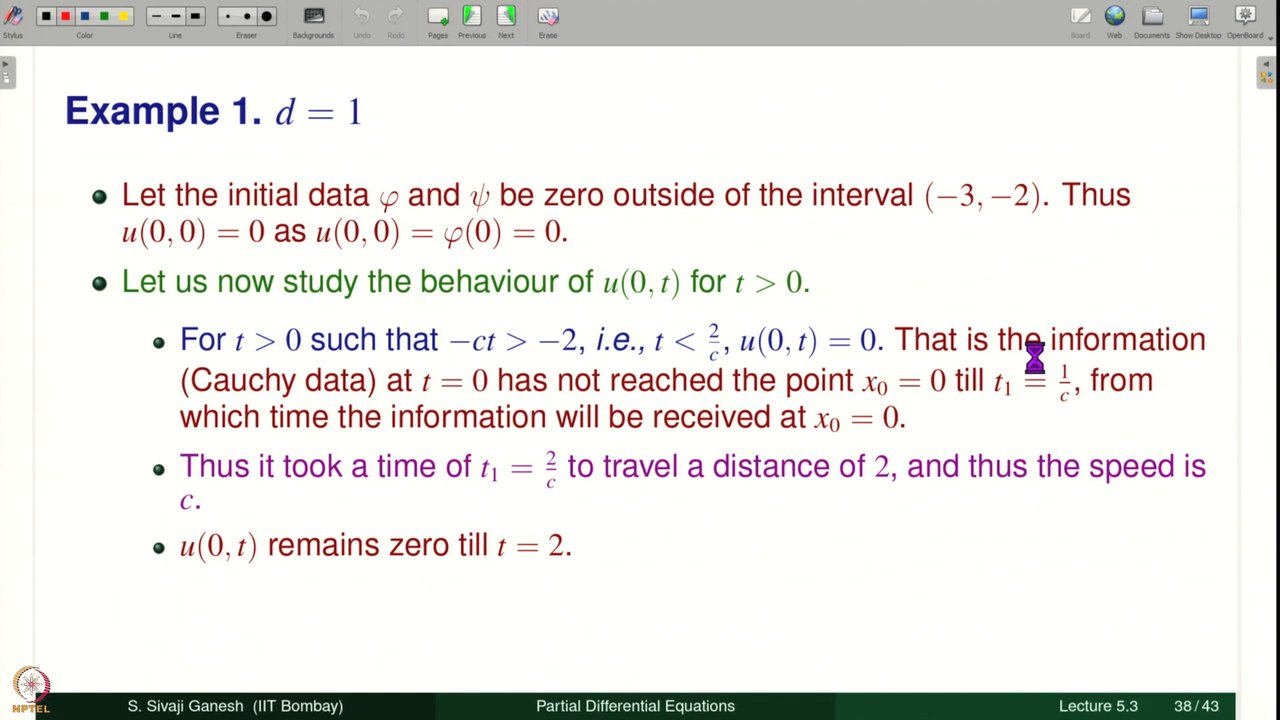 Stylus
Color
Line
Eraser
Backgrounds
Undo
Redo
Pages
Previous
Next
Erase
Board
Web
Documents
Show Desktop
OpenBoard
Example 1. d = 1
Let the initial data φ and ψ be zero outside of the interval (−3, −2). Thus
u(0, 0) = 0 as u(0, 0) = φ(0) = 0.
Let us now study the behaviour of u(0, t) for t > 0.
For t > 0 such that −ct > −2, i.e., t < 2/c, u(0, t) = 0. That is the information
(Cauchy data) at t = 0 has not reached the point x₀ = 0 till t₁ = 1/c, from
which time the information will be received at x₀ = 0.
Thus it took a time of t₁ = 2/c to travel a distance of 2, and thus the speed is
c.
u(0, t) remains zero till t = 2.
NPTEL
S. Sivaji Ganesh (IIT Bombay)
Partial Differential Equations
Lecture 5.3
38 / 43